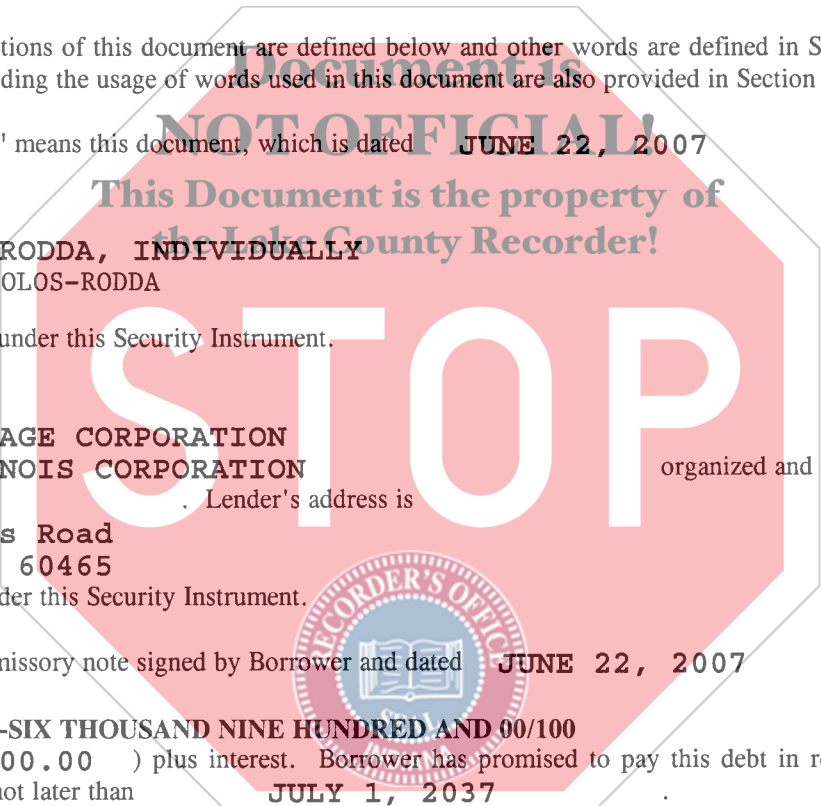 tions of this document are defined below and other words are defined in S
ding the usage of words used in this document are also provided in Section
Document is
' means this document, which is dated JUNE 22, 2007
NOT OFFICIAL!
This Document is the property of
the Lake County Recorder!
RODDA, INDIVIDUALLY
OLOS-RODDA
under this Security Instrument.
STOP
AGE CORPORATION
NOIS CORPORATION organized and
. Lender's address is
s Road
60465
der this Security Instrument.
RECORDER'S OFFICE
SEAL
INDIANA
missory note signed by Borrower and dated JUNE 22, 2007
-SIX THOUSAND NINE HUNDRED AND 00/100
00.00 ) plus interest. Borrower has promised to pay this debt in r
not later than JULY 1, 2037 .